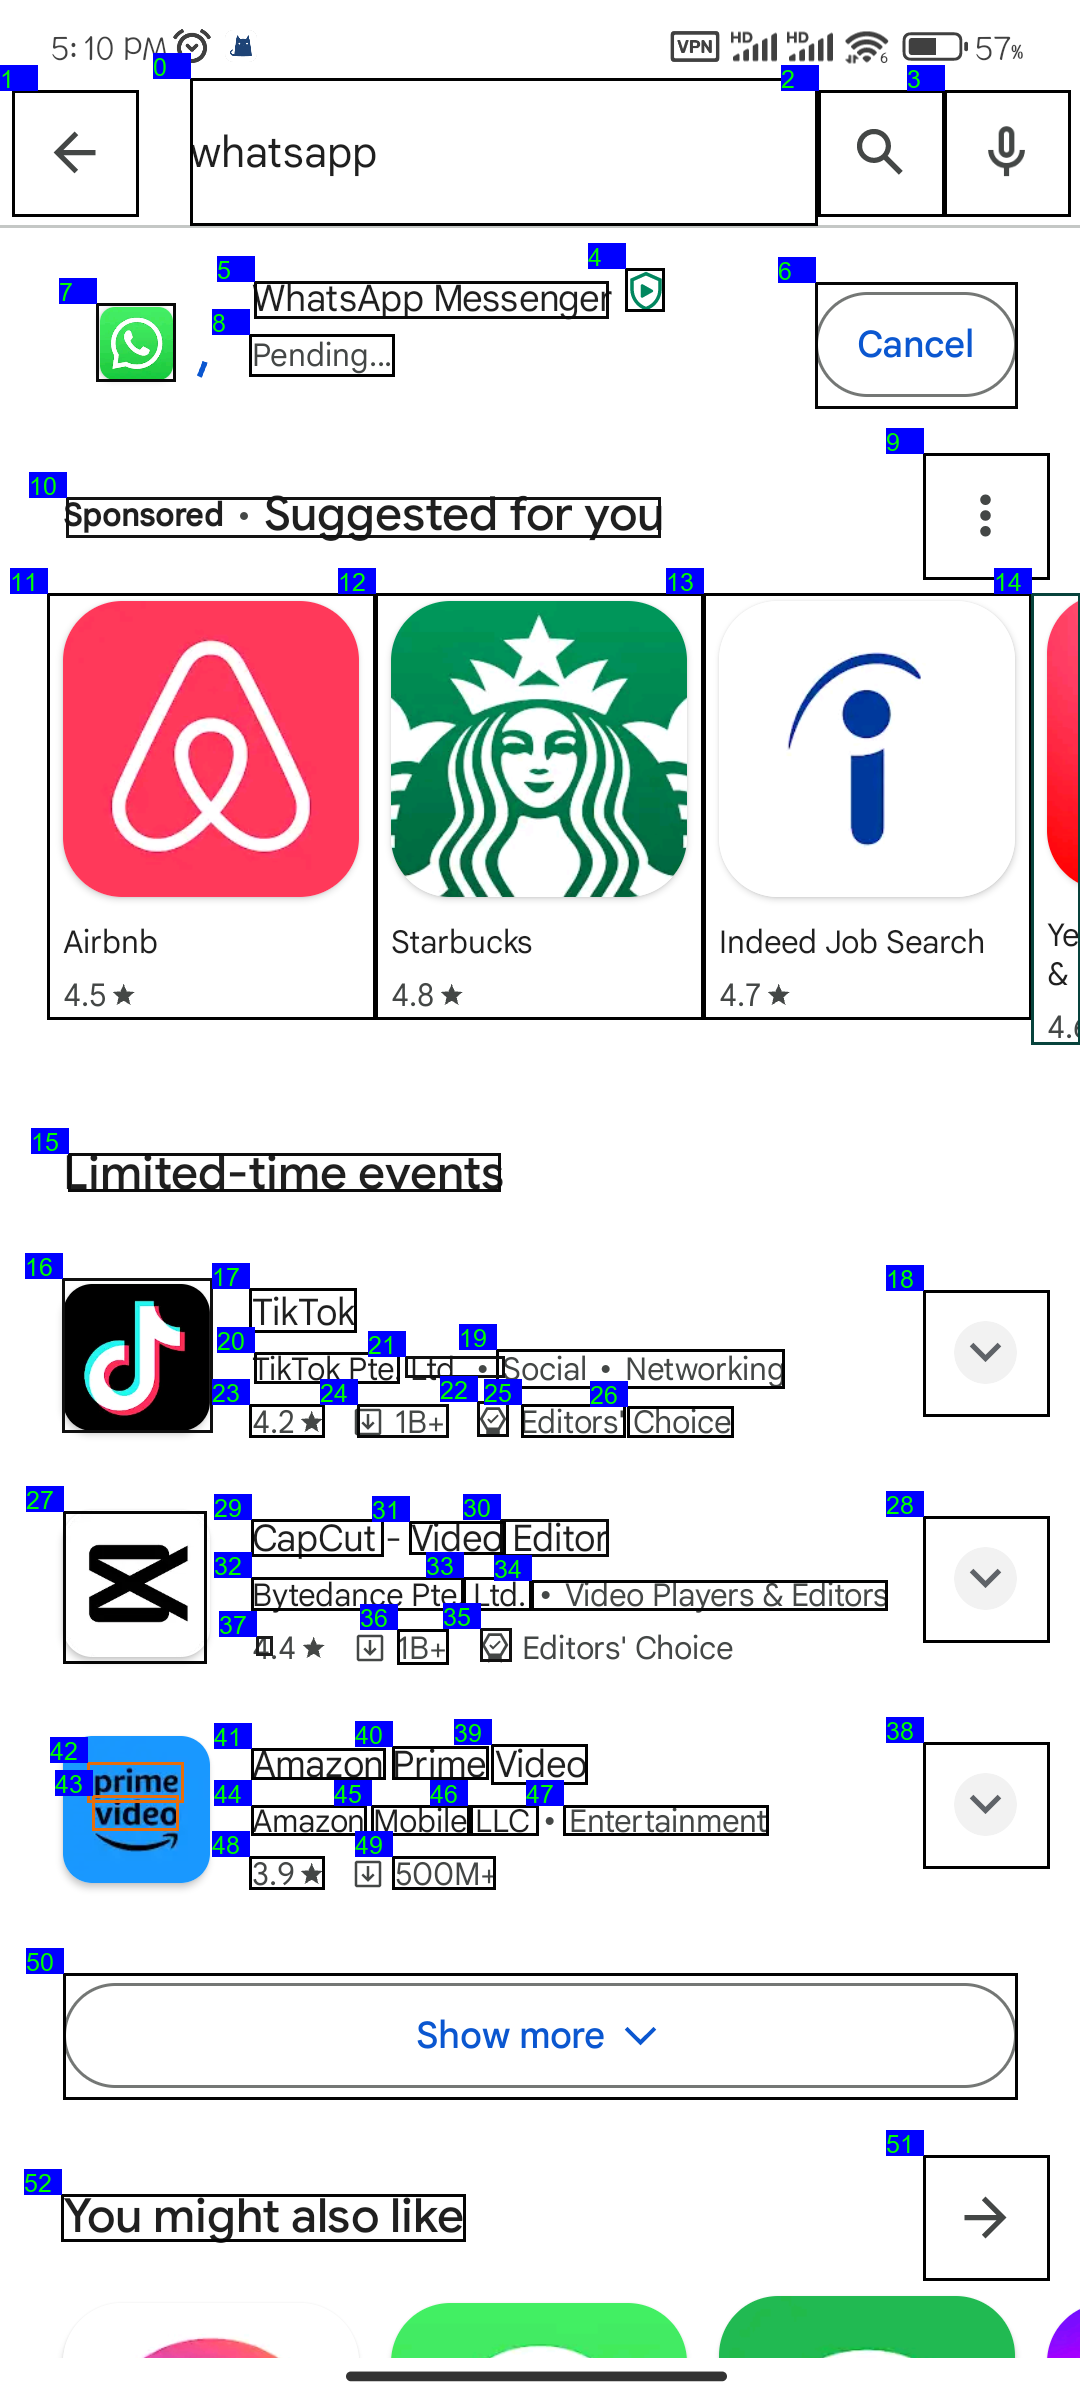 5:10 PM VPN HD HD 6 57%
0
1 2 3
whatsapp
4
5 6
WhatsApp Messenger
7
8
Pending...
Cancel
9
10
Sponsored • Suggested for you
11 12 13 14
Airbnb
Starbucks
Indeed Job Search
Ye
&
4.5★
4.8★
4.7★
15
Limited-time events
16 17 18
TikTok
20 21 19
TikTok Pte. Ltd. • Social • Networking
23 24 22 25 26
4.2★ 1B+ Editors' Choice
27 29 31 30 28
CapCut - Video Editor
32 33 34
Bytedance Pte. Ltd. • Video Players & Editors
37 36 35
4.4★ 1B+ Editors' Choice
41 40 39 38
42
Amazon Prime Video
43
prime
video
44 45 46 47
Amazon Mobile LLC • Entertainment
48 49
3.9★ 500M+
50
Show more
51
52
You might also like